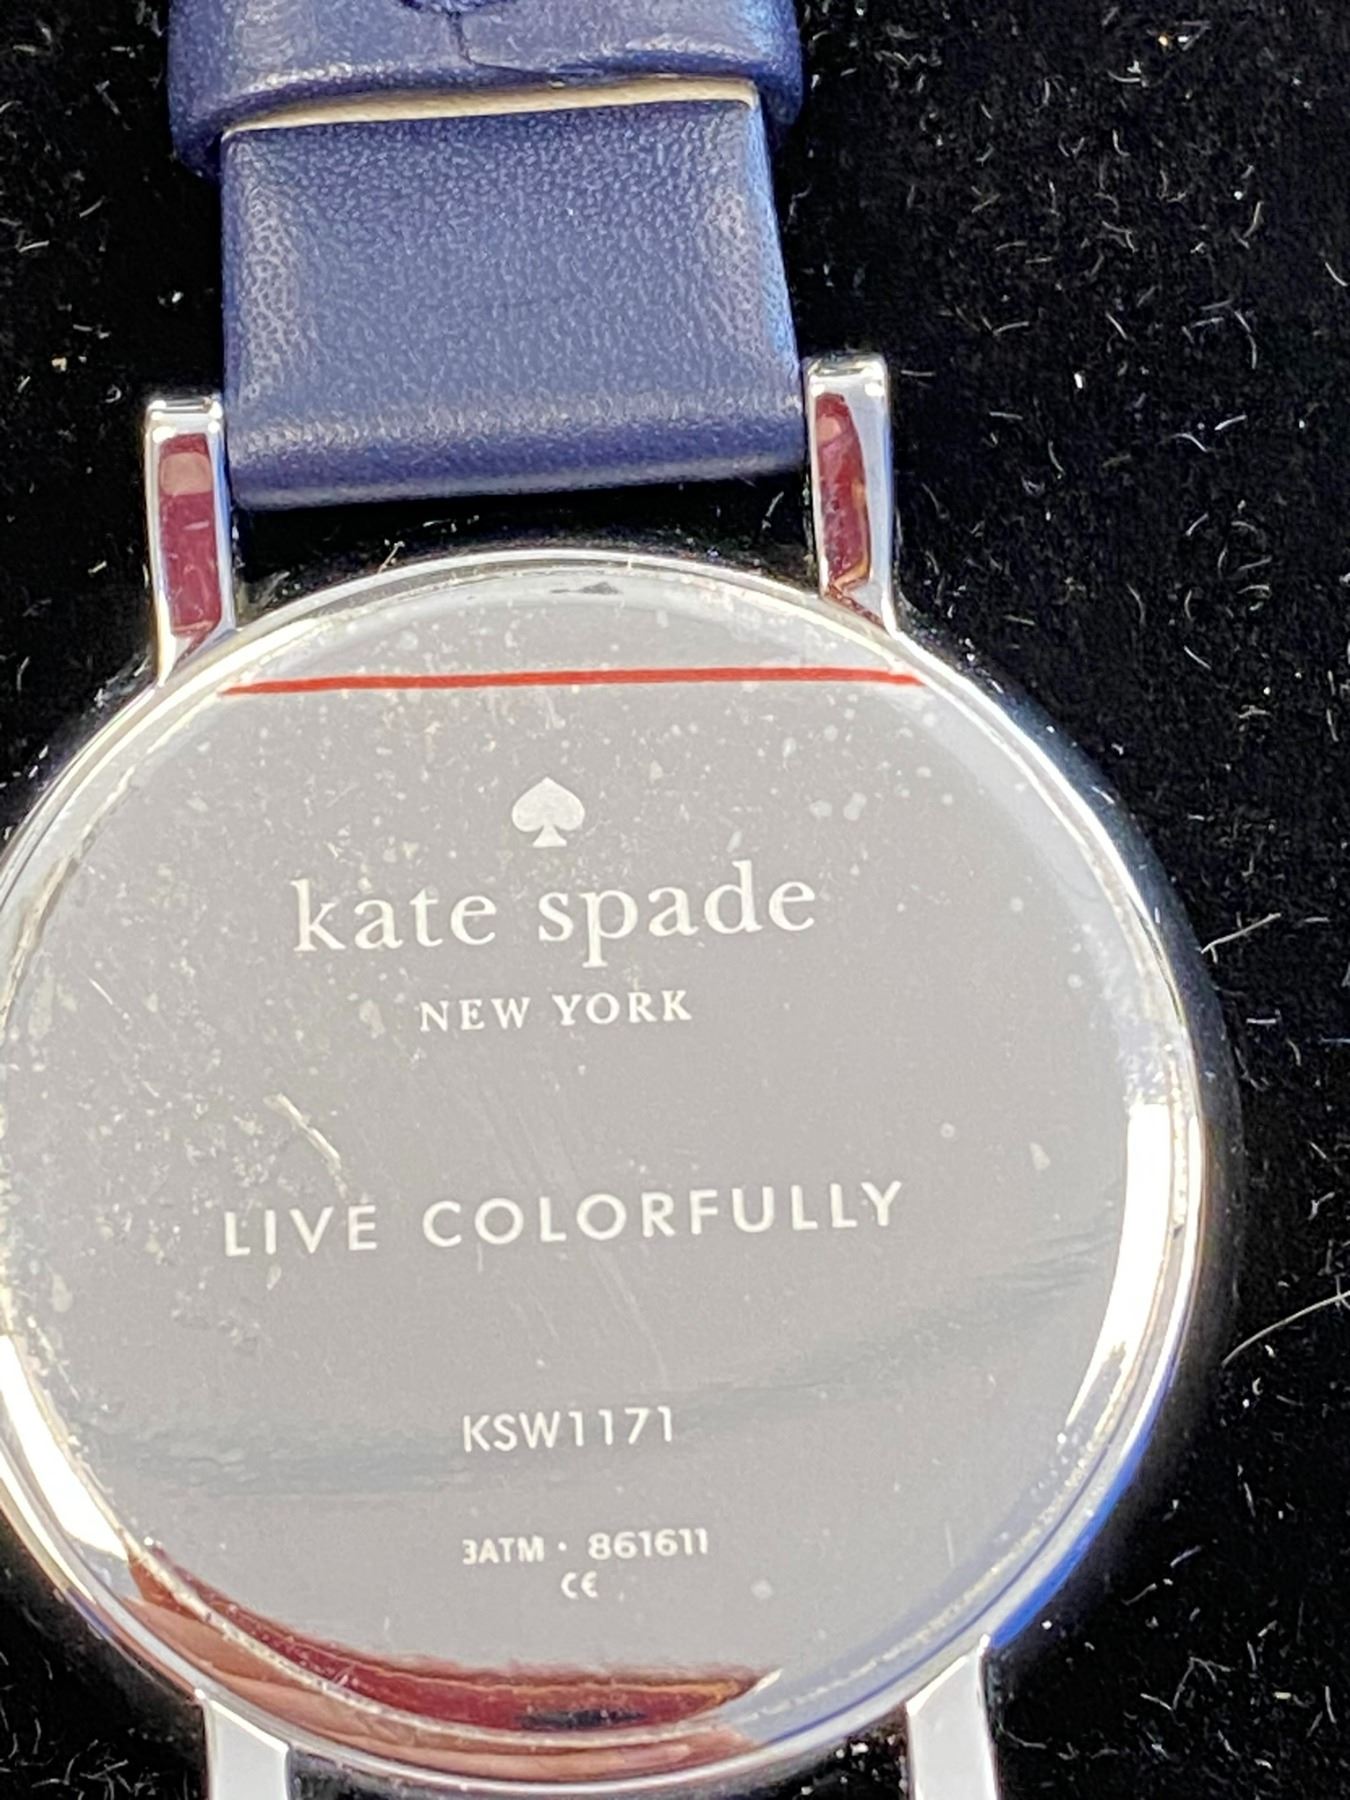 kate spade
NEW YORK
LIVE COLORFULLY
KSW1171
3ATM · 861611
CE